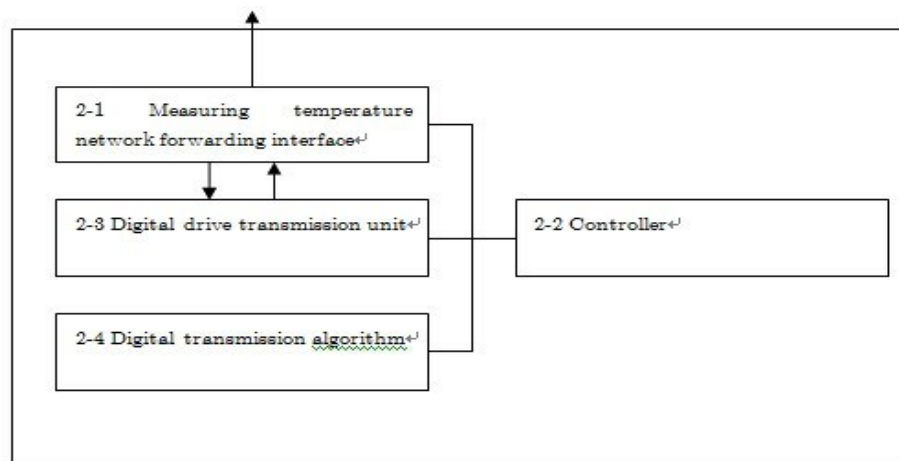 2-1 Measuring temperature
network forwarding interface↵
2-3 Digital drive transmission unit↵
2-2 Controller↵
2-4 Digital transmission algorithm↵